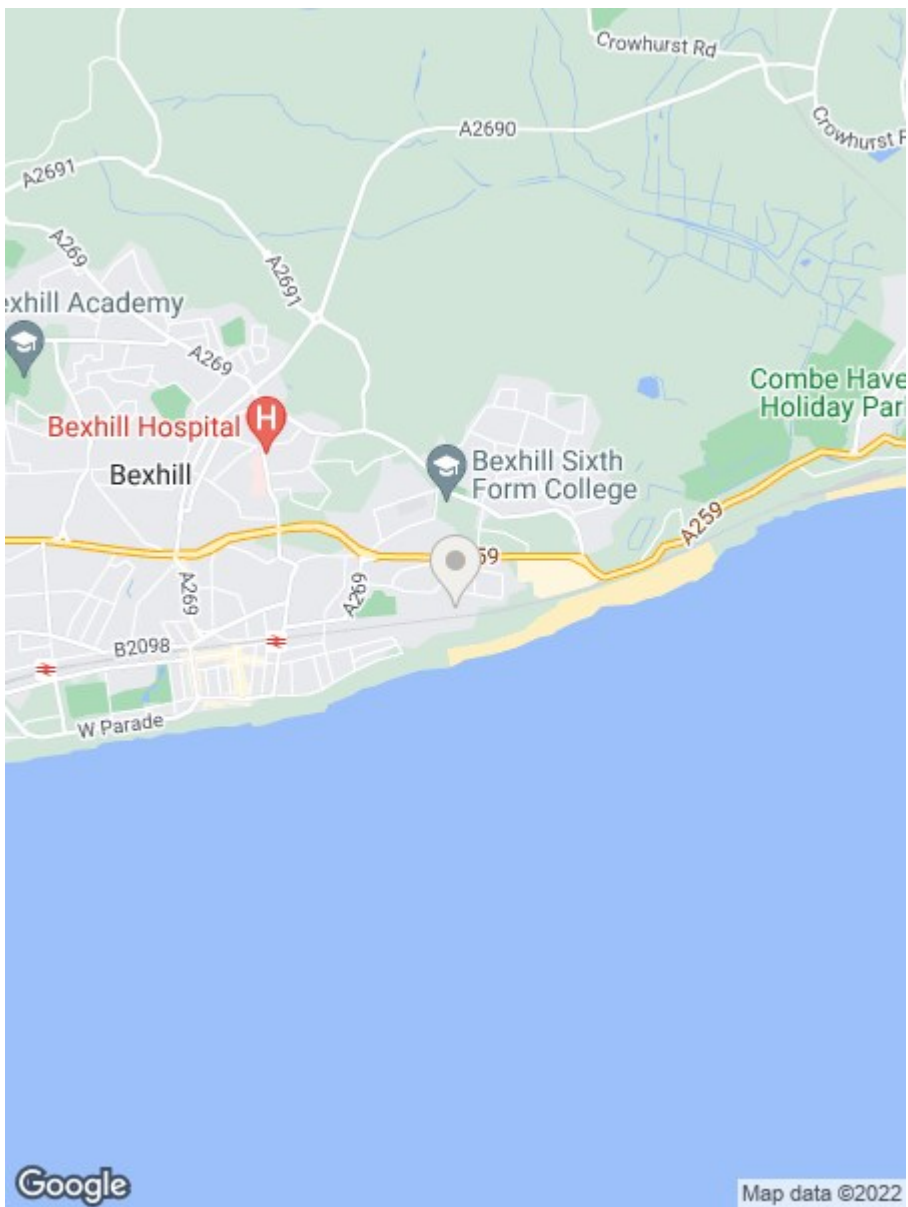 Crowhurst Rd
A2690
Crowhurst R
A2691
A269
A2691
exhill Academy
A269
Combe Have
Holiday Par
Bexhill Hospital
H
Bexhill
Bexhill Sixth
Form College
A259
59
A269
A269
B2098
W Parade
Google
Map data ©2022